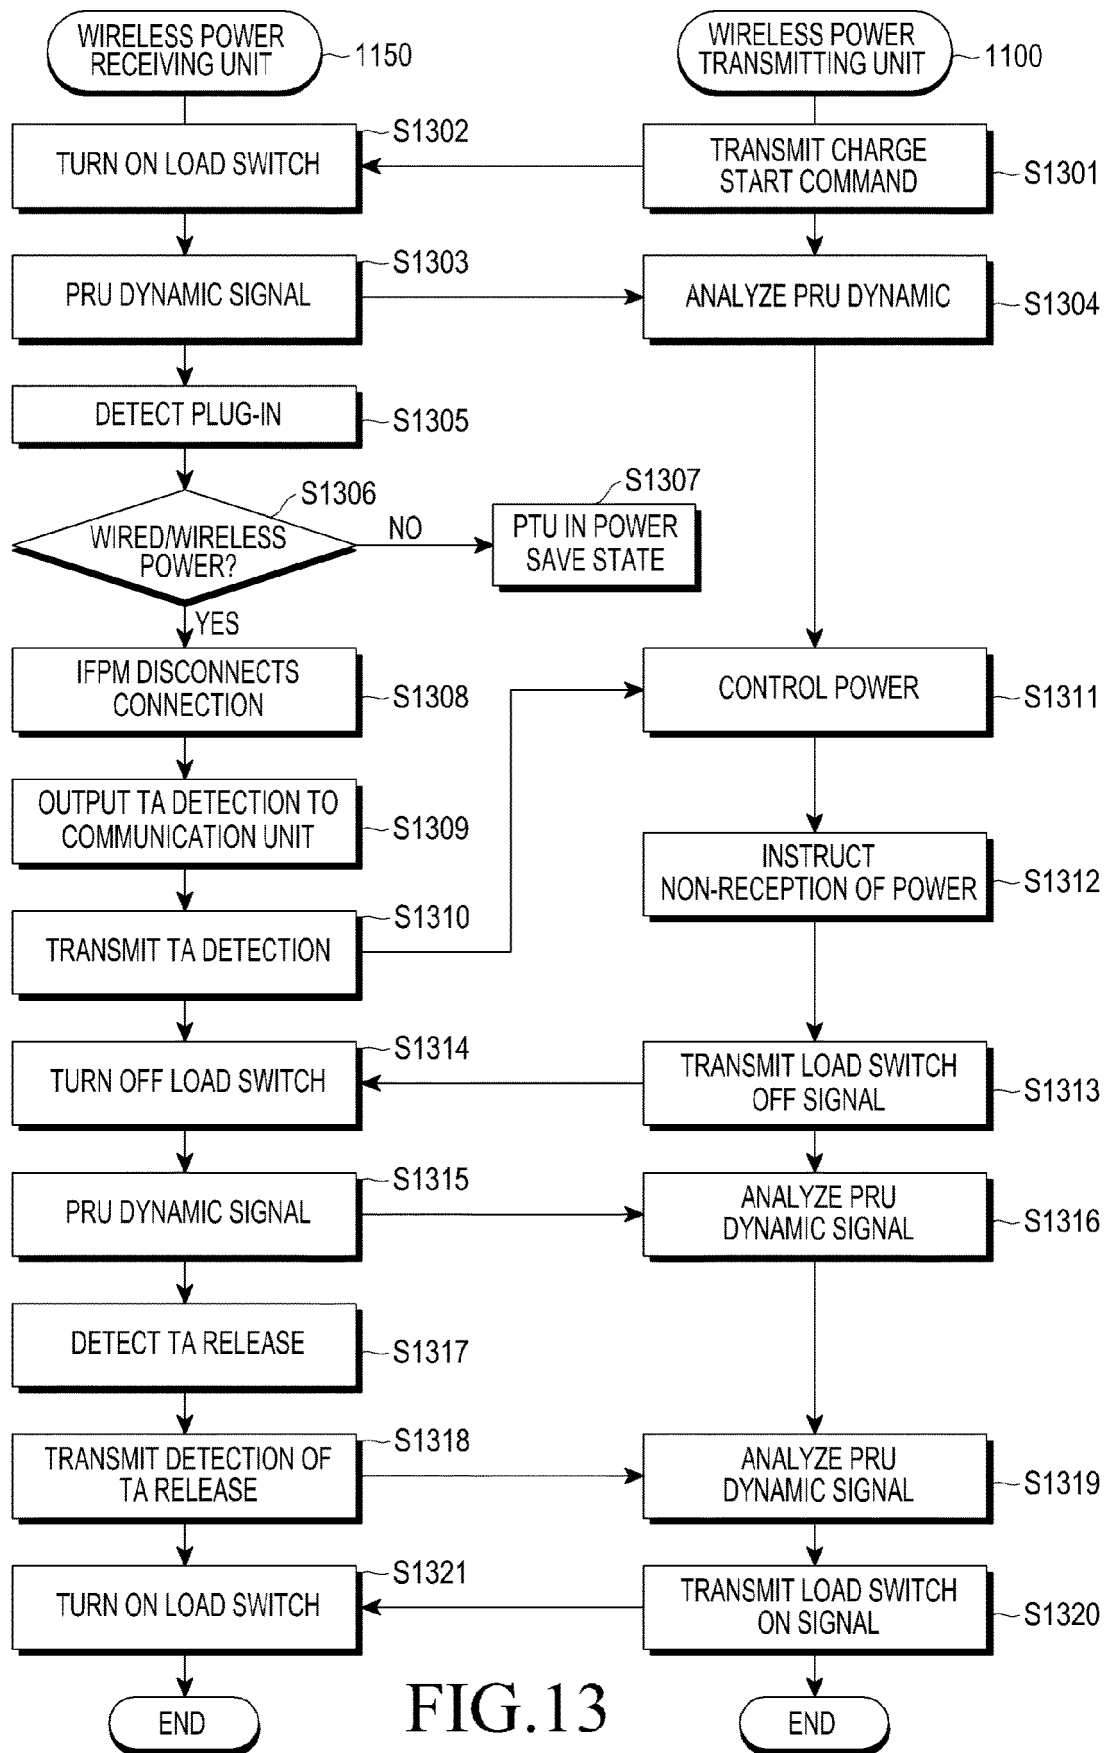 WIRELESS POWER
RECEIVING UNIT
1150
WIRELESS POWER
TRANSMITTING UNIT
1100
TURN ON LOAD SWITCH
S1302
TRANSMIT CHARGE
START COMMAND
S1301
PRU DYNAMIC SIGNAL
S1303
ANALYZE PRU DYNAMIC
S1304
DETECT PLUG-IN
S1305
WIRED/WIRELESS
POWER?
S1306
NO
YES
PTU IN POWER
SAVE STATE
S1307
IFPM DISCONNECTS
CONNECTION
S1308
CONTROL POWER
S1311
OUTPUT TA DETECTION TO
COMMUNICATION UNIT
S1309
INSTRUCT
NON-RECEPTION OF POWER
S1312
TRANSMIT TA DETECTION
S1310
TURN OFF LOAD SWITCH
S1314
TRANSMIT LOAD SWITCH
OFF SIGNAL
S1313
PRU DYNAMIC SIGNAL
S1315
ANALYZE PRU
DYNAMIC SIGNAL
S1316
DETECT TA RELEASE
S1317
TRANSMIT DETECTION OF
TA RELEASE
S1318
ANALYZE PRU
DYNAMIC SIGNAL
S1319
TURN ON LOAD SWITCH
S1321
TRANSMIT LOAD SWITCH
ON SIGNAL
S1320
END
END
FIG.13